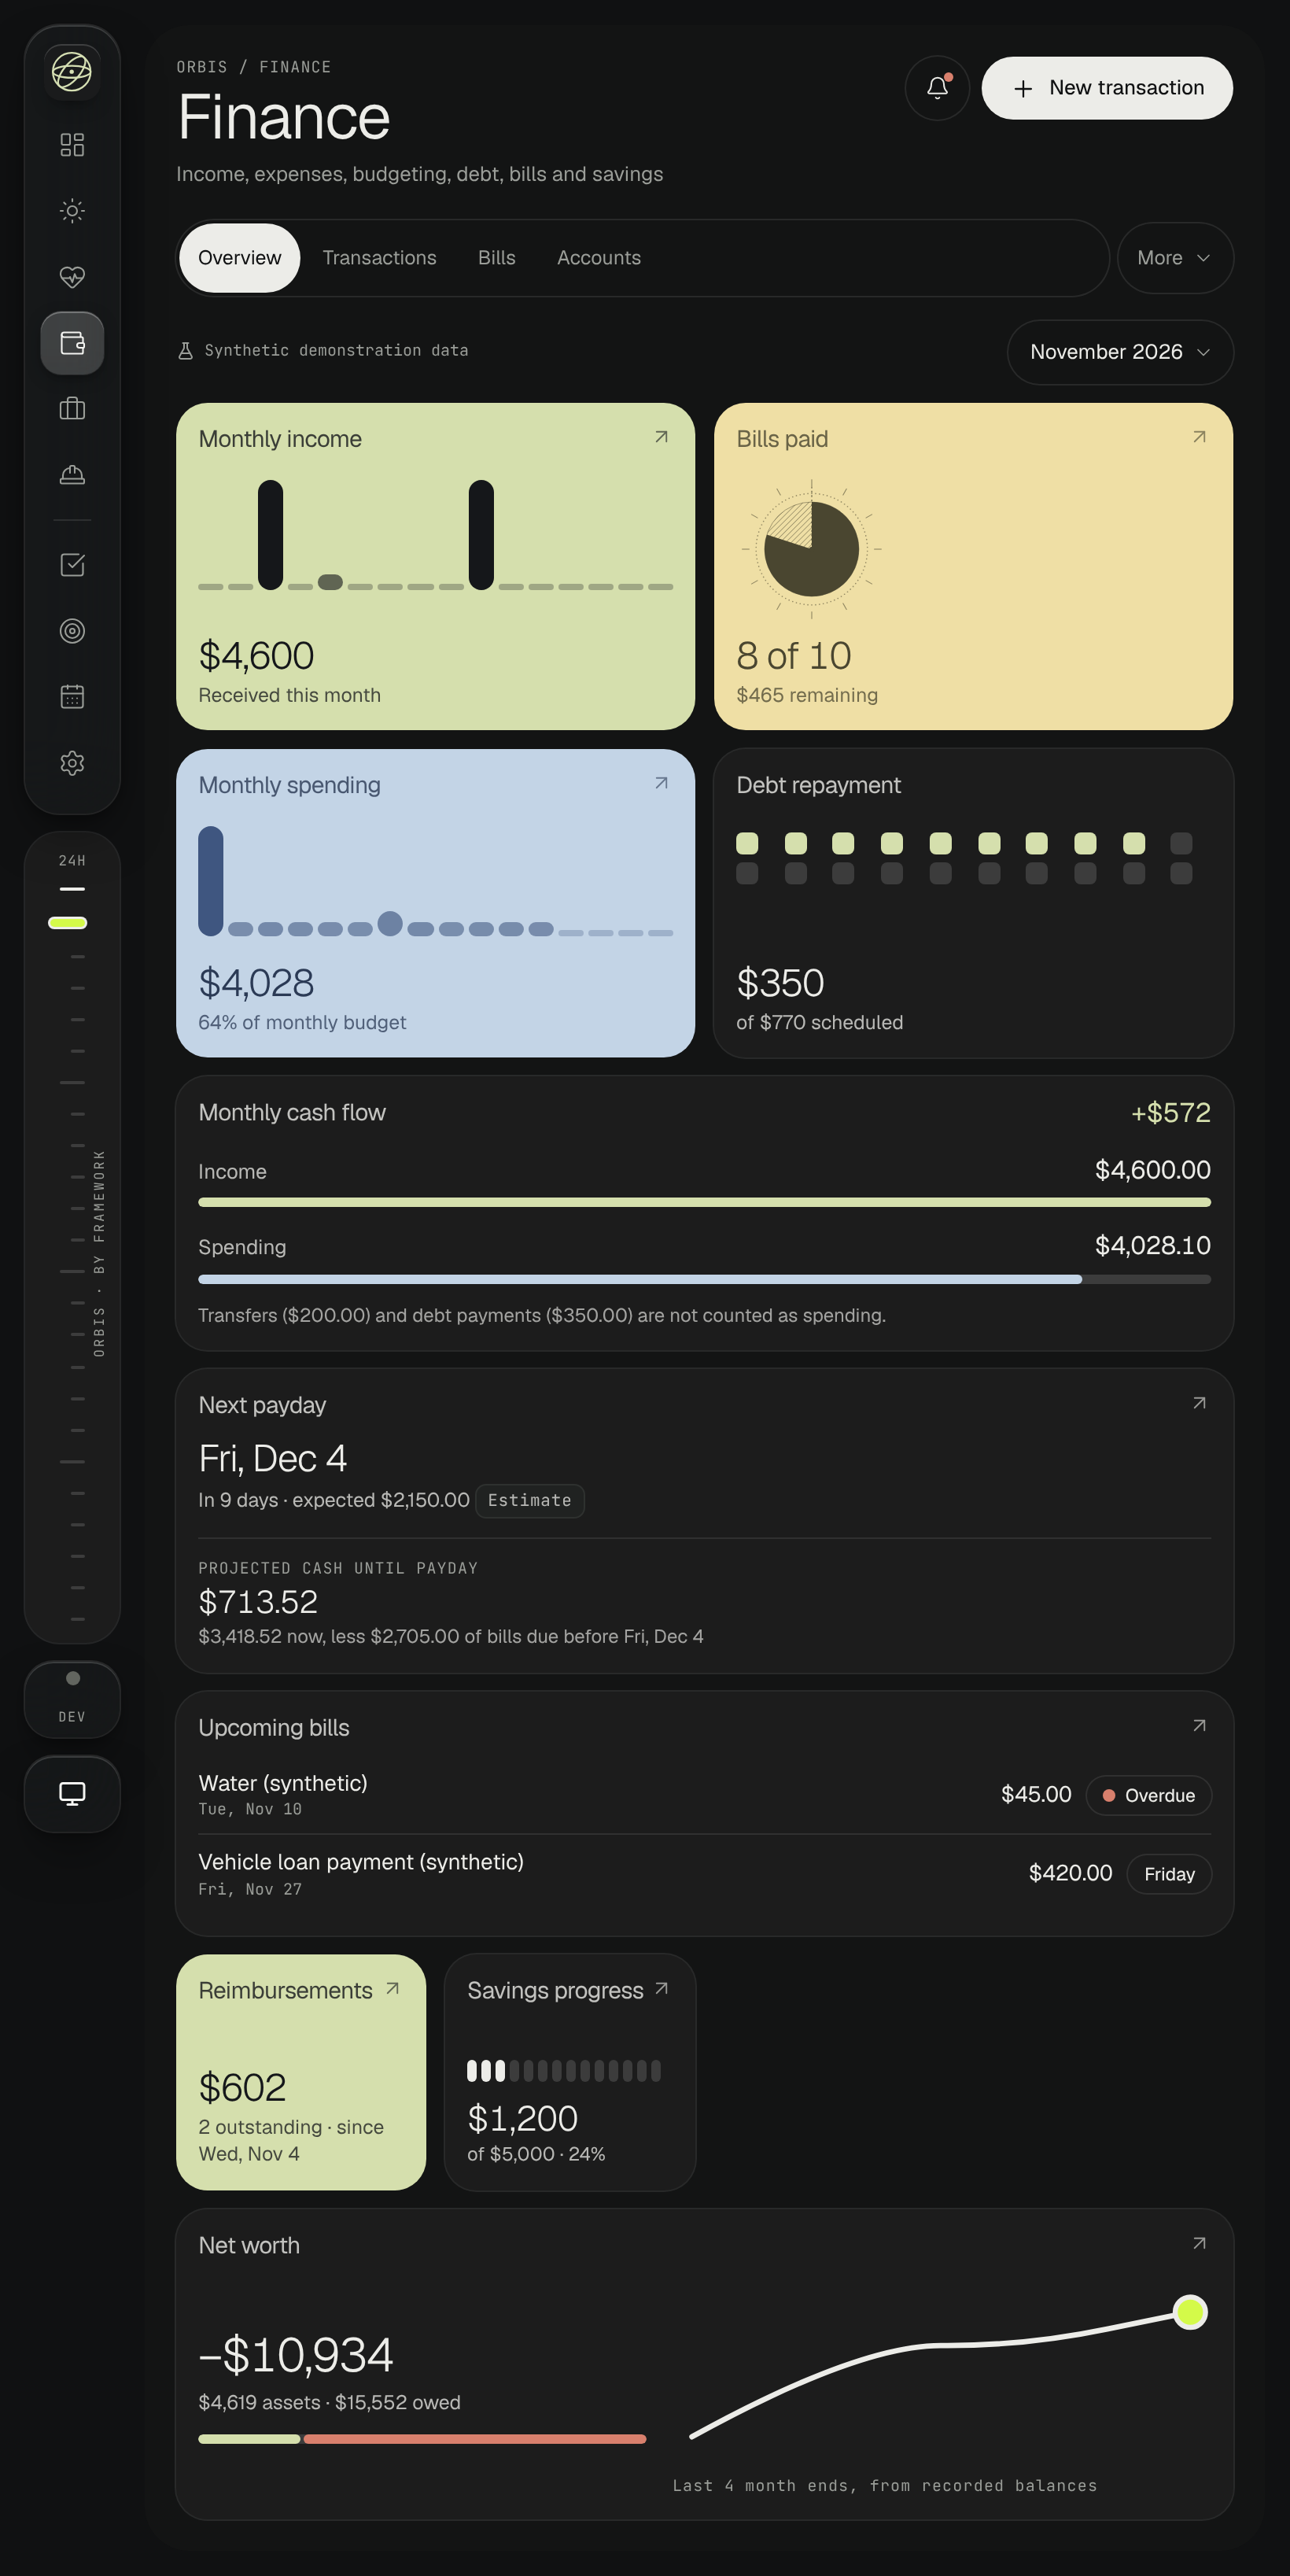 ORBIS / FINANCE
Finance
Income, expenses, budgeting, debt, bills and savings
New transaction
Overview
Transactions
Bills
Accounts
More
Synthetic demonstration data
November 2026
Monthly income
$4,600
Received this month
Bills paid
8 of 10
$465 remaining
Monthly spending
$4,028
64% of monthly budget
Debt repayment
$350
of $770 scheduled
24H
ORBIS · BY FRAMEWORK
DEV
Monthly cash flow
+$572
Income
$4,600.00
Spending
$4,028.10
Transfers ($200.00) and debt payments ($350.00) are not counted as spending.
Next payday
Fri, Dec 4
In 9 days · expected $2,150.00 Estimate
PROJECTED CASH UNTIL PAYDAY
$713.52
$3,418.52 now, less $2,705.00 of bills due before Fri, Dec 4
Upcoming bills
Water (synthetic)
Tue, Nov 10
$45.00
Overdue
Vehicle loan payment (synthetic)
Fri, Nov 27
$420.00
Friday
Reimbursements
$602
2 outstanding · since
Wed, Nov 4
Savings progress
$1,200
of $5,000 · 24%
Net worth
−$10,934
$4,619 assets · $15,552 owed
Last 4 month ends, from recorded balances